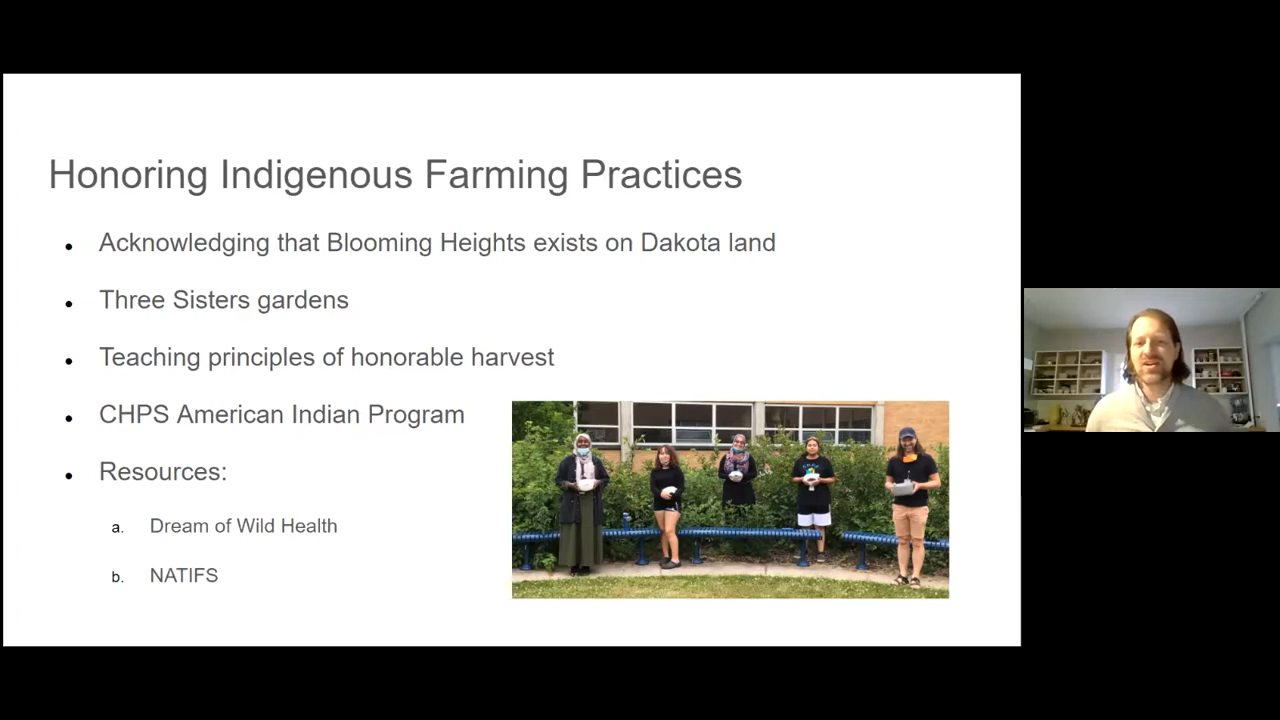 Honoring Indigenous Farming Practices
● Acknowledging that Blooming Heights exists on Dakota land
● Three Sisters gardens
● Teaching principles of honorable harvest
● CHPS American Indian Program
● Resources:
a. Dream of Wild Health
b. NATIFS